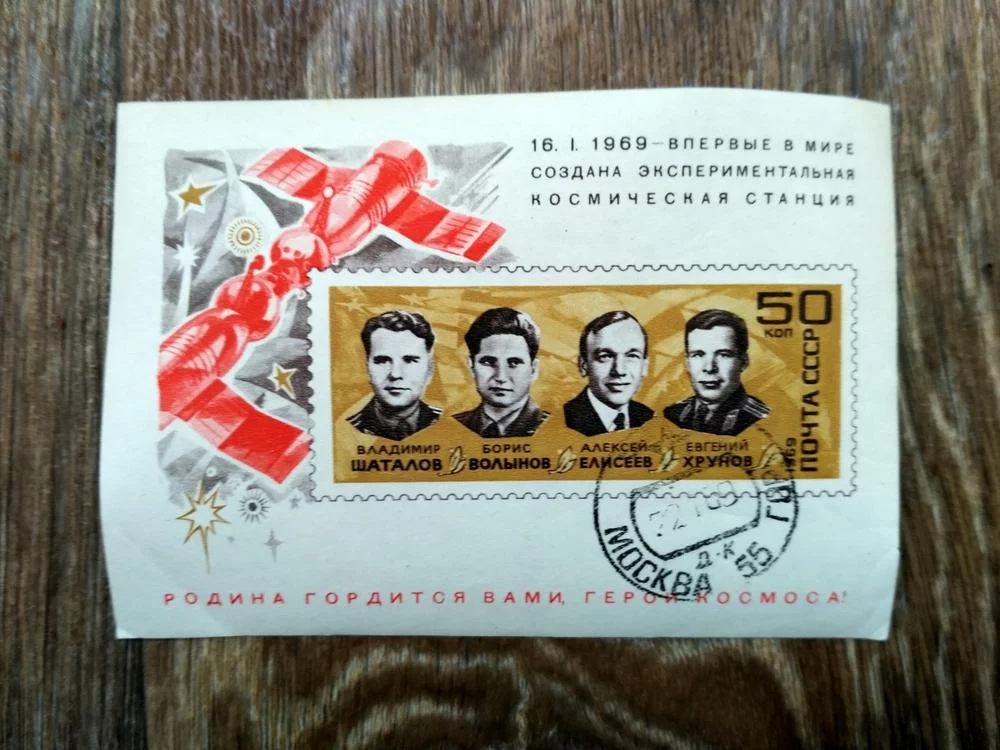 16. I. 1969 — ВПЕРВЫЕ В МИРЕ
СОЗДАНА ЭКСПЕРИМЕНТАЛЬНАЯ
КОСМИЧЕСКАЯ СТАНЦИЯ
50
КОП
ПОЧТА СССР
1969
ВЛАДИМИР
ШАТАЛОВ
БОРИС
ВОЛЫНОВ
АЛЕКСЕЙ
ЕЛИСЕЕВ
ЕВГЕНИЙ
ХРУНОВ
МОСКВА
Д-К
55
РОДИНА ГОРДИТСЯ ВАМИ, ГЕРОИ КОСМОСА!